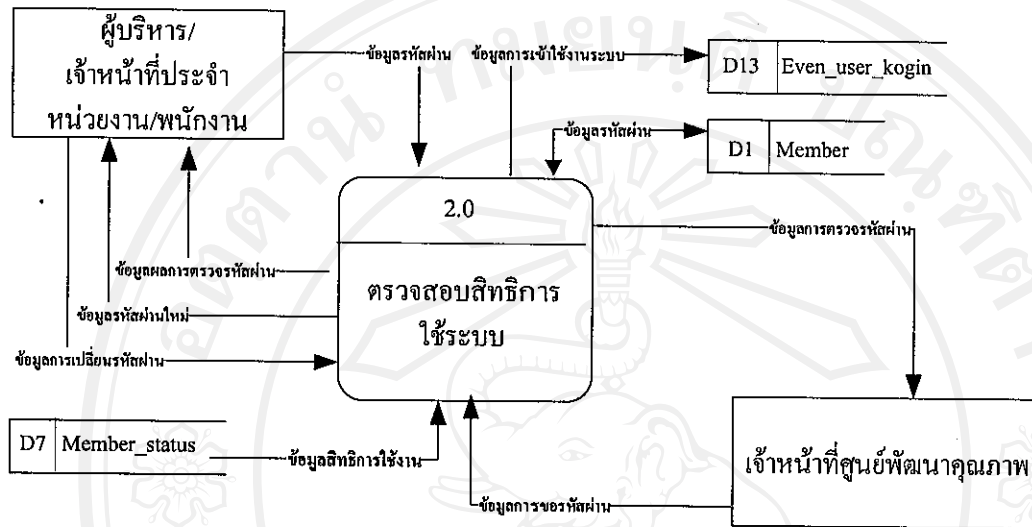 ผู้บริหาร/
เจ้าหน้าที่ประจำ
หน่วยงาน/พนักงาน
ข้อมูลรหัสผ่าน
ข้อมูลการเข้าใช้งานระบบ
D13 Even_user_kogin
ข้อมูลรหัสผ่าน
D1 Member
2.0
ตรวจสอบสิทธิการ
ใช้ระบบ
ข้อมูลการตรวจรหัสผ่าน
ข้อมูลผลการตรวจรหัสผ่าน
ข้อมูลรหัสผ่านใหม่
ข้อมูลการเปลี่ยนรหัสผ่าน
D7 Member_status
ข้อมูลสิทธิการใช้งาน
เจ้าหน้าที่ศูนย์พัฒนาคุณภาพ
ข้อมูลการขอรหัสผ่าน